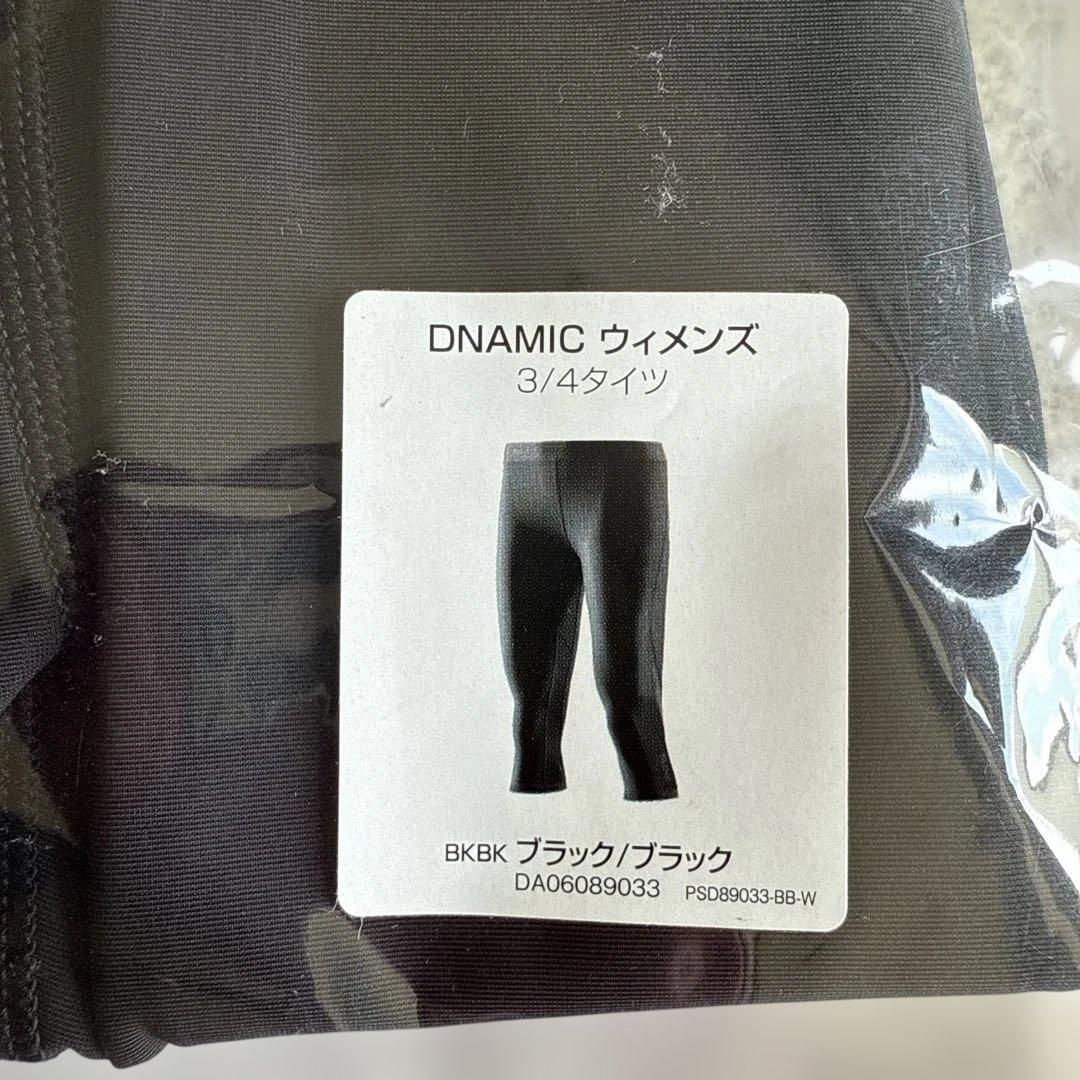 DNAMIC ウィメンズ
3/4タイツ
BKBK ブラック/ブラック
DA06089033 PSD89033-BB-W